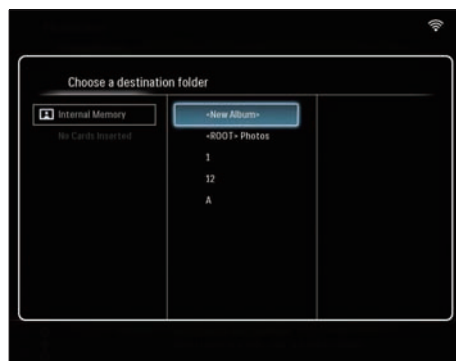 Choose a destination folder
Internal Memory
No Cards Inserted
<New Album>
<ROOT> Photos
1
12
A